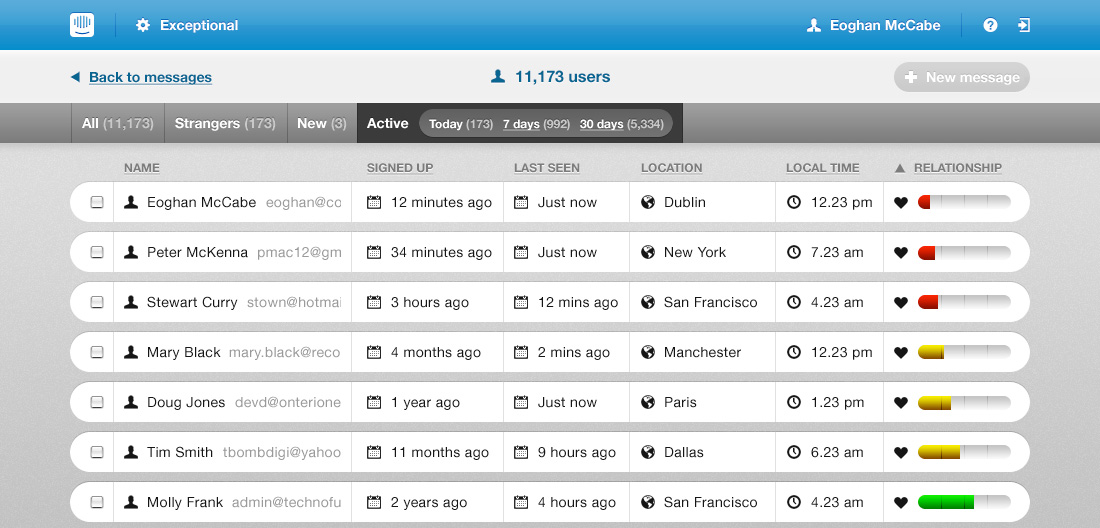 Exceptional Eoghan McCabe
Back to messages 11,173 users New message
All (11,173) Strangers (173) New (3) Active Today (173) 7 days (992) 30 days (5,334)
NAME SIGNED UP LAST SEEN LOCATION LOCAL TIME RELATIONSHIP
Eoghan McCabe eoghan@co 12 minutes ago Just now Dublin 12.23 pm
Peter McKenna pmac12@gm 34 minutes ago Just now New York 7.23 am
Stewart Curry stown@hotmai 3 hours ago 12 mins ago San Francisco 4.23 am
Mary Black mary.black@reco 4 months ago 2 mins ago Manchester 12.23 pm
Doug Jones devd@onterione 1 year ago Just now Paris 1.23 pm
Tim Smith tbombdigi@yahoo 11 months ago 9 hours ago Dallas 6.23 am
Molly Frank admin@technofu 2 years ago 4 hours ago San Francisco 4.23 am